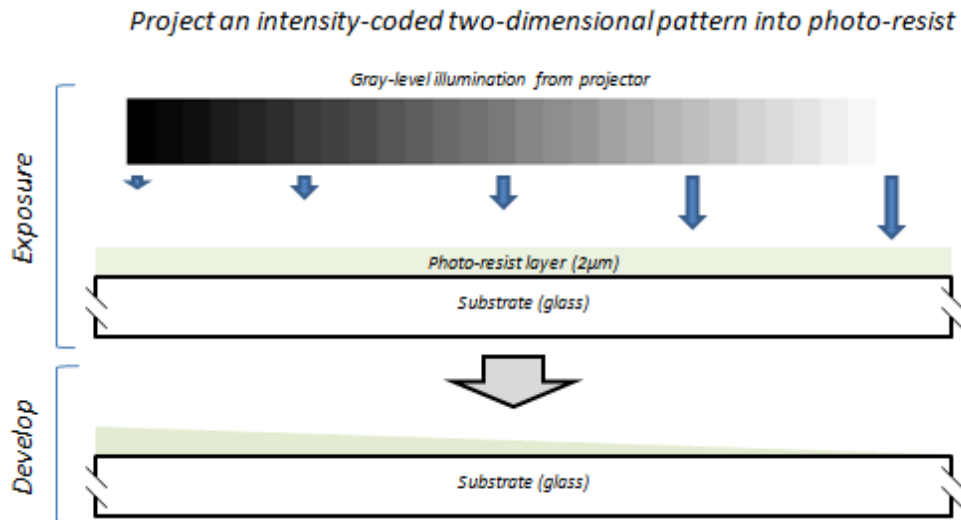 Project an intensity-coded two-dimensional pattern into photo-resist
Gray-level illumination from projector
Exposure
Photo-resist layer (2μm)
Substrate (glass)
Develop
Substrate (glass)